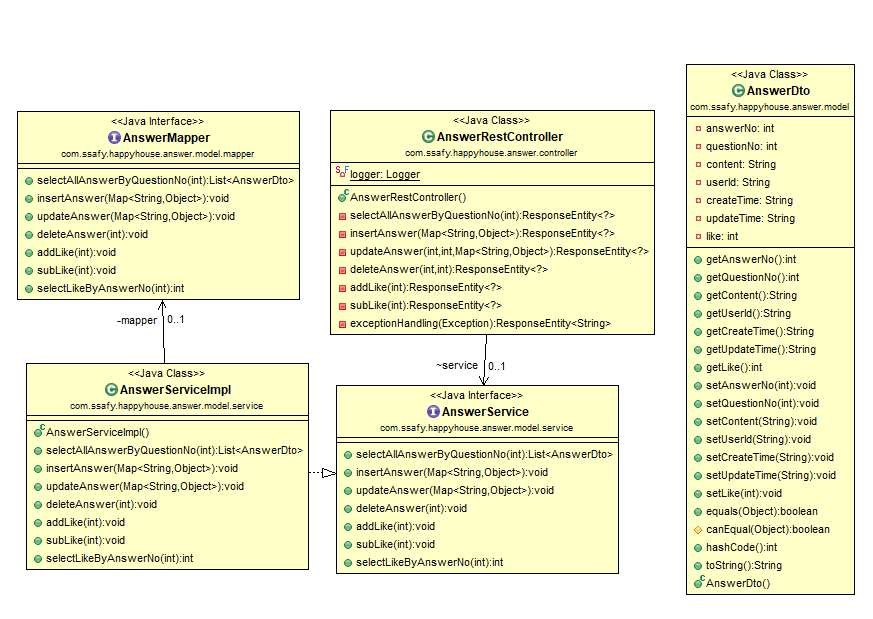 <<Java Interface>>
AnswerMapper
com.ssafy.happyhouse.answer.model.mapper
selectAllAnswerByQuestionNo(int):List<AnswerDto>
insertAnswer(Map<String,Object>):void
updateAnswer(Map<String,Object>):void
deleteAnswer(int):void
addLike(int):void
subLike(int):void
selectLikeByAnswerNo(int):int
-mapper
0..1
<<Java Class>>
AnswerServiceImpl
com.ssafy.happyhouse.answer.model.service
AnswerServiceImpl()
selectAllAnswerByQuestionNo(int):List<AnswerDto>
insertAnswer(Map<String,Object>):void
updateAnswer(Map<String,Object>):void
deleteAnswer(int):void
addLike(int):void
subLike(int):void
selectLikeByAnswerNo(int):int
<<Java Class>>
AnswerRestController
com.ssafy.happyhouse.answer.controller
logger: Logger
AnswerRestController()
selectAllAnswerByQuestionNo(int):ResponseEntity<?>
insertAnswer(Map<String,Object>):ResponseEntity<?>
updateAnswer(int,int,Map<String,Object>):ResponseEntity<?>
deleteAnswer(int,int):ResponseEntity<?>
addLike(int):ResponseEntity<?>
subLike(int):ResponseEntity<?>
exceptionHandling(Exception):ResponseEntity<String>
~service
0..1
<<Java Interface>>
AnswerService
com.ssafy.happyhouse.answer.model.service
selectAllAnswerByQuestionNo(int):List<AnswerDto>
insertAnswer(Map<String,Object>):void
updateAnswer(Map<String,Object>):void
deleteAnswer(int):void
addLike(int):void
subLike(int):void
selectLikeByAnswerNo(int):int
<<Java Class>>
AnswerDto
com.ssafy.happyhouse.answer.model
answerNo: int
questionNo: int
content: String
userId: String
createTime: String
updateTime: String
like: int
getAnswerNo():int
getQuestionNo():int
getContent():String
getUserId():String
getCreateTime():String
getUpdateTime():String
getLike():int
setAnswerNo(int):void
setQuestionNo(int):void
setContent(String):void
setUserId(String):void
setCreateTime(String):void
setUpdateTime(String):void
setLike(int):void
equals(Object):boolean
canEqual(Object):boolean
hashCode():int
toString():String
AnswerDto()